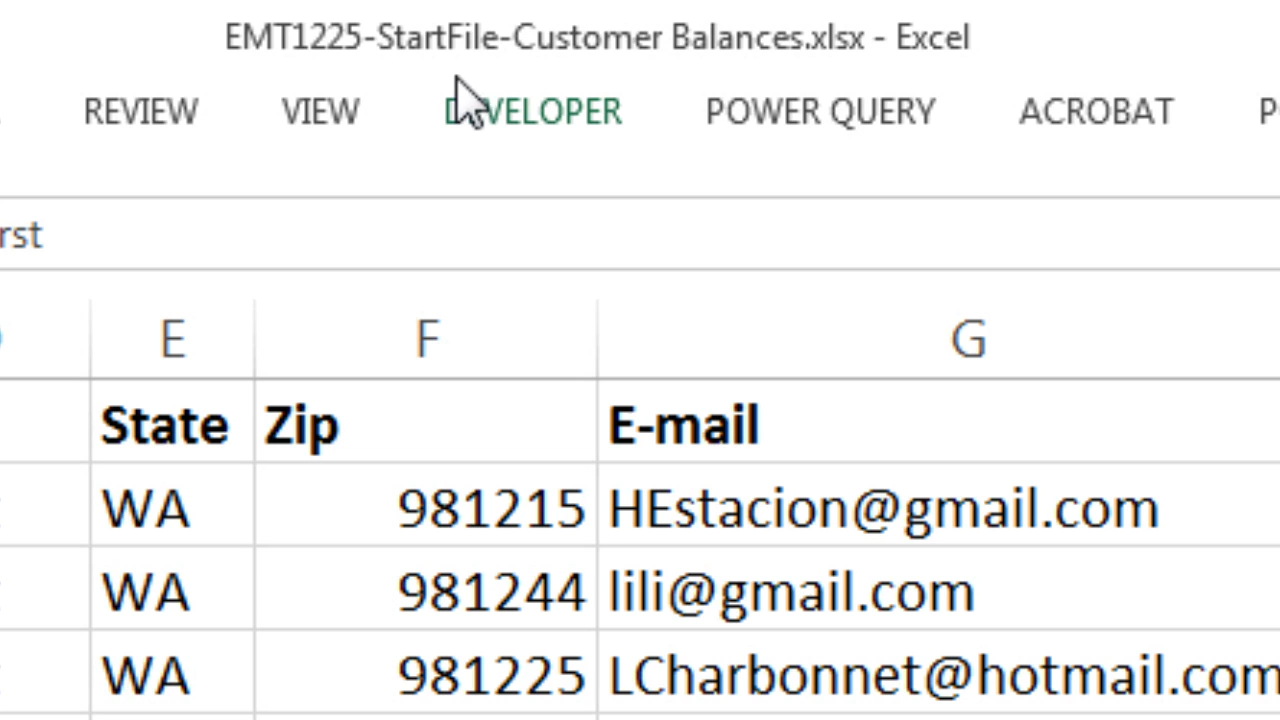 EMT1225-StartFile-Customer Balances.xlsx - Excel
REVIEW VIEW DEVELOPER POWER QUERY ACROBAT
rst
E F G
State Zip E-mail
WA 981215 HEstacion@gmail.com
WA 981244 lili@gmail.com
WA 981225 LCharbonnet@hotmail.com